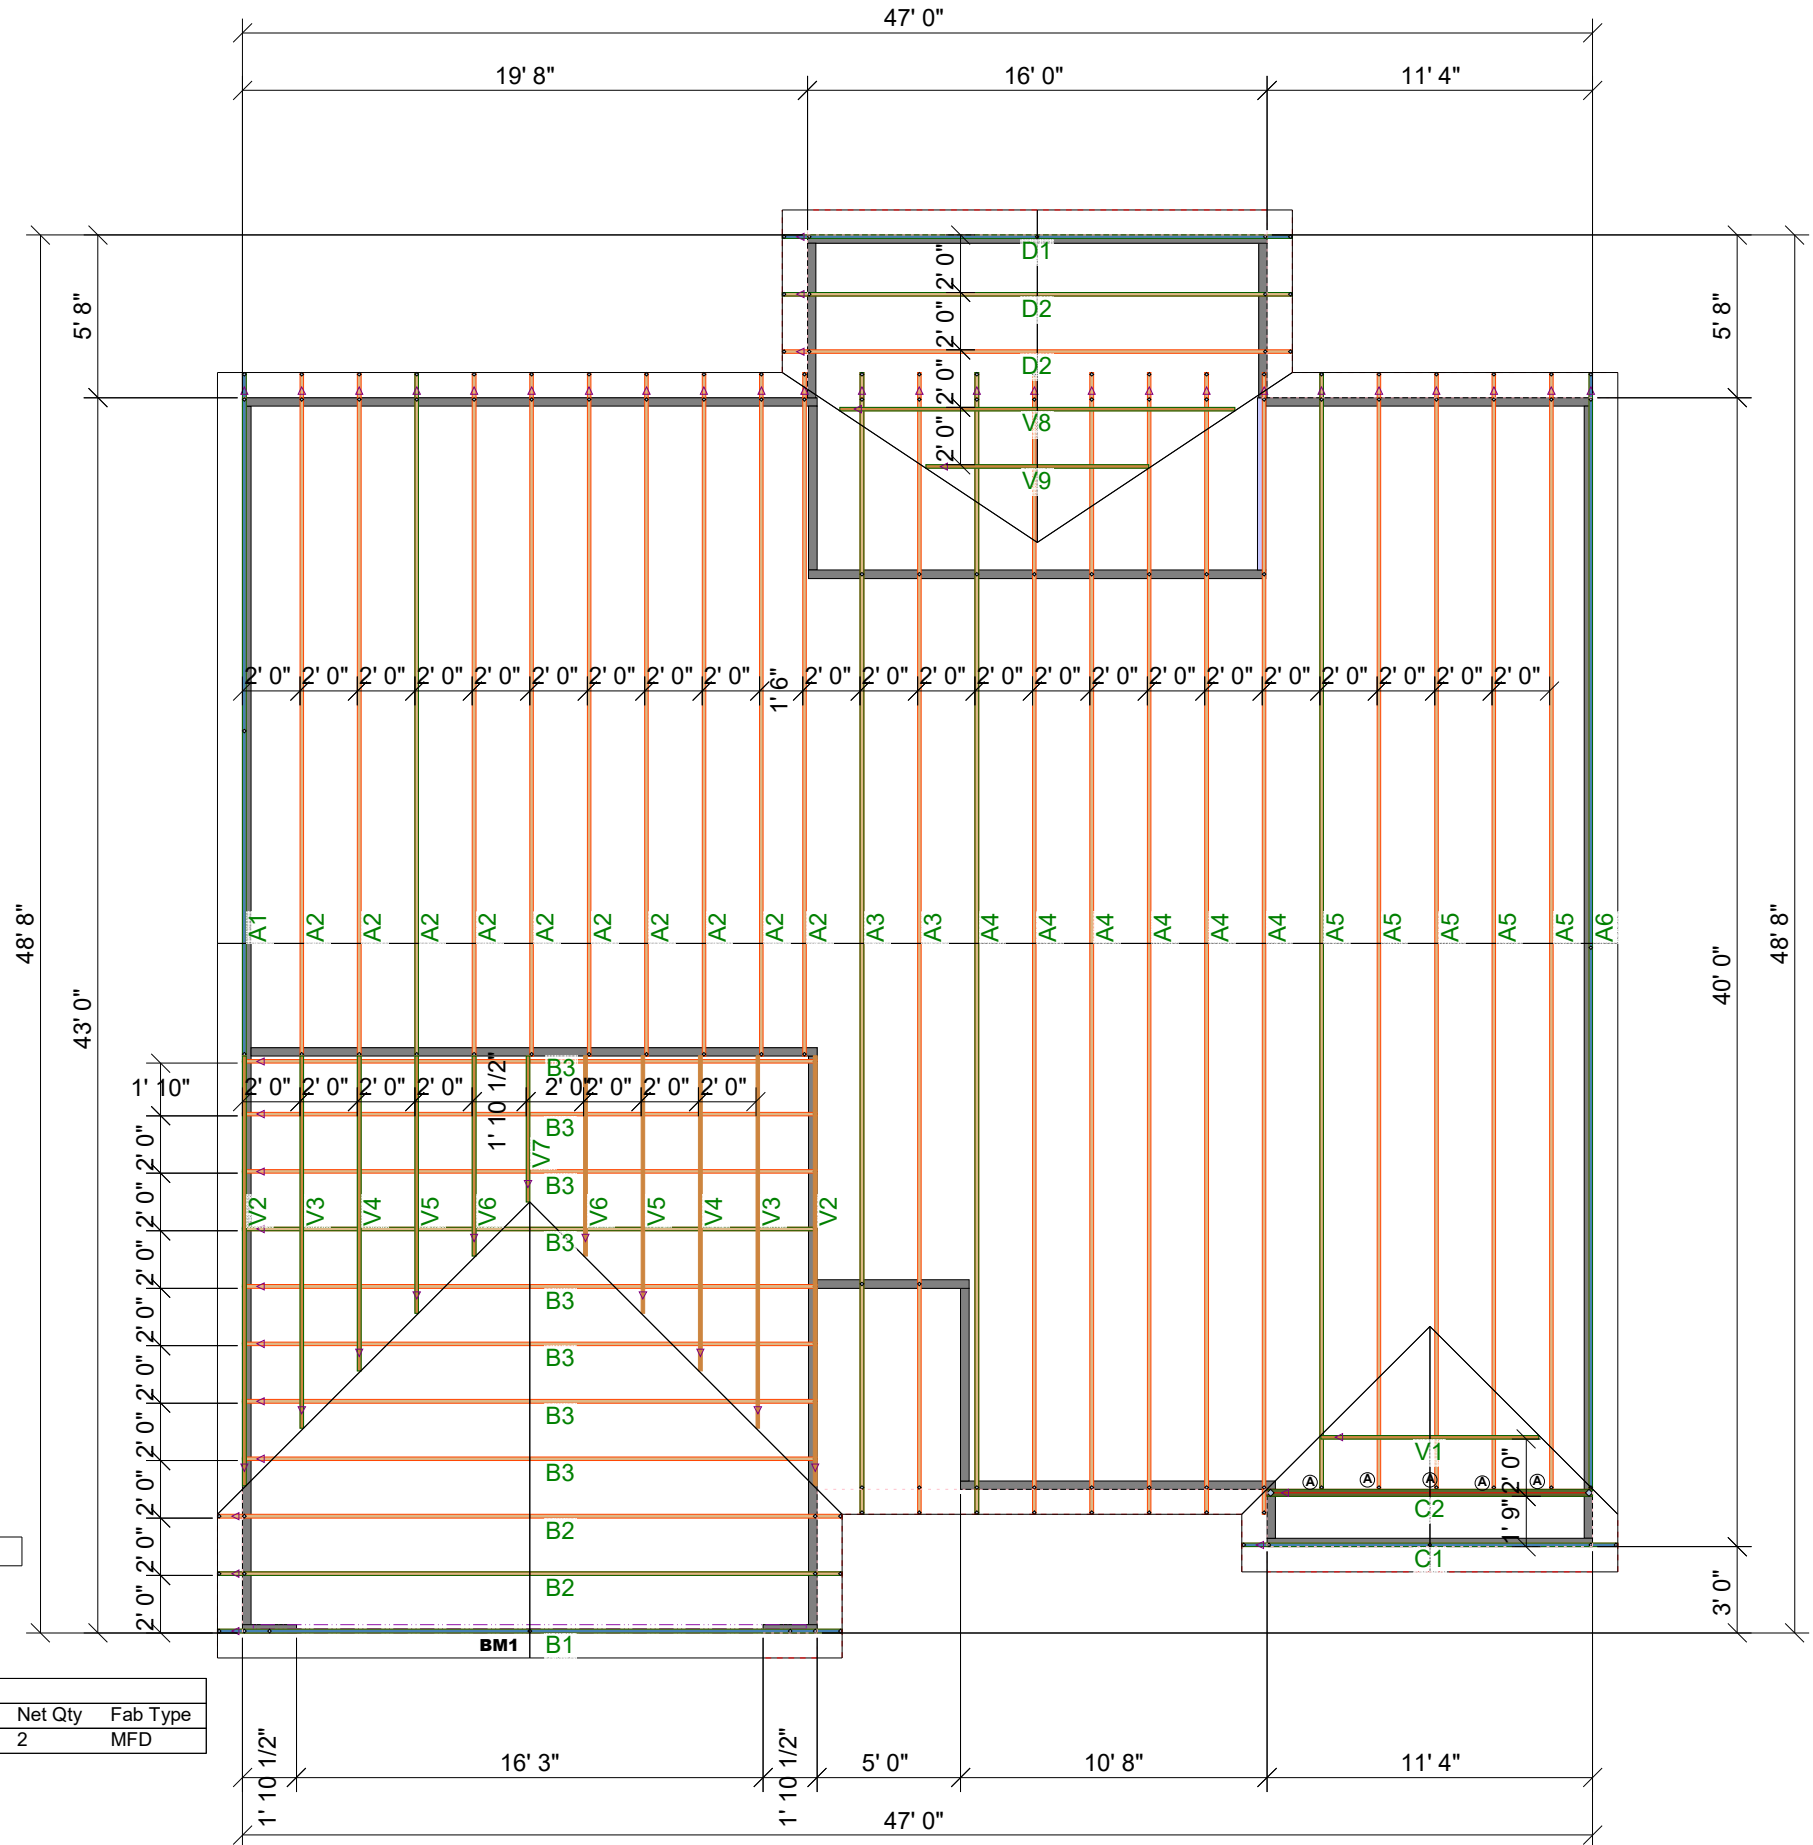 47' 0"
19' 8" 16' 0" 11' 4"
D1
2' 0"
5' 8" 5' 8"
D2
2' 0"
D2
2' 0"
V8
2' 0"
V9
2' 0" 2' 0" 2' 0" 2' 0" 2' 0" 2' 0" 2' 0" 2' 0" 2' 0" 1' 6" 2' 0" 2' 0" 2' 0" 2' 0" 2' 0" 2' 0" 2' 0" 2' 0" 2' 0" 2' 0" 2' 0" 2' 0" 2' 0"
A1 A2 A2 A2 A2 A2 A2 A2 A2 A2 A2 A3 A3 A4 A4 A4 A4 A4 A4 A5 A5 A5 A5 A5 A6
48' 8" 48' 8"
43' 0" 40' 0"
B3
1' 10" 2' 0" 2' 0" 2' 0" 2' 0" 1' 10 1/2" 2' 0" 2' 0" 2' 0" 2' 0"
B3
2' 0" V7
B3
2' 0" V2 V3 V4 V5 V6 V6 V5 V4 V3 V2
B3
2' 0"
B3
2' 0"
B3
2' 0"
B3
2' 0" V1
B3 A A A A A 2' 0"
2' 0" C2
B2 1' 9"
2' 0" C1
B2
2' 0" 3' 0"
BM1 B1
Net Qty Fab Type
2 MFD
1' 10 1/2" 16' 3" 1' 10 1/2" 5' 0" 10' 8" 11' 4"
47' 0"